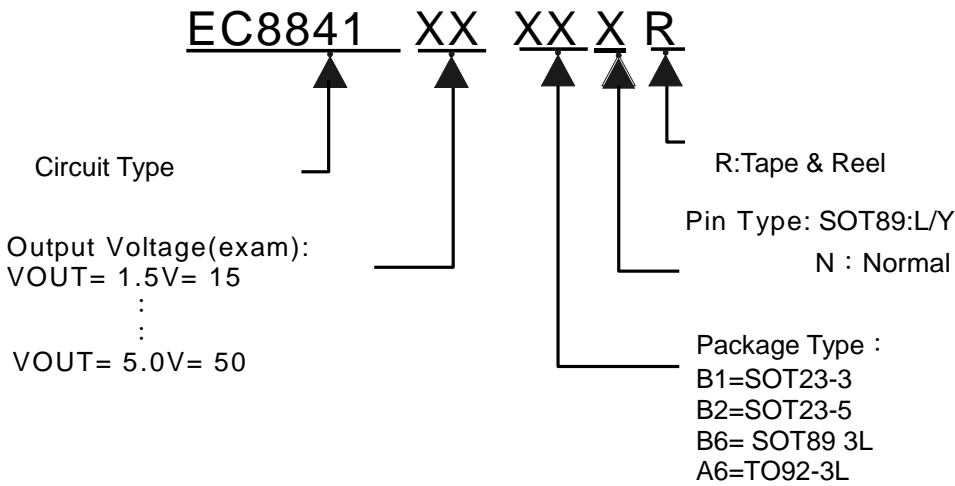 EC8841 XX XX X R
Circuit Type
Output Voltage(exam):
VOUT= 1.5V= 15
:
:
VOUT= 5.0V= 50
R:Tape & Reel
Pin Type: SOT89:L/Y
N：Normal
Package Type：
B1=SOT23-3
B2=SOT23-5
B6= SOT89 3L
A6=TO92-3L